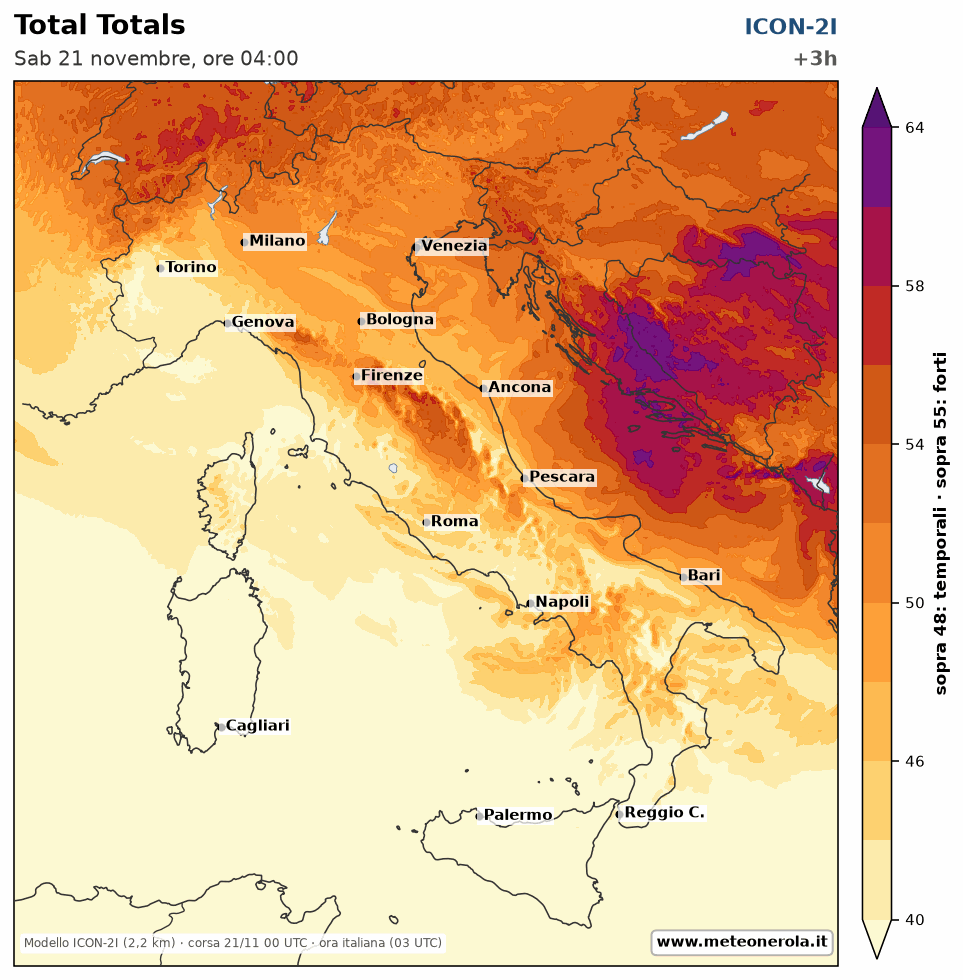 Total Totals
ICON-2I
Sab 21 novembre, ore 04:00
+3h
64
58
54
50
46
40
sopra 48: temporali · sopra 55: forti
Milano
Venezia
Torino
Genova
Bologna
Firenze
Ancona
Pescara
Roma
Bari
Napoli
Cagliari
Palermo
Reggio C.
Modello ICON-2I (2,2 km) · corsa 21/11 00 UTC · ora italiana (03 UTC)
www.meteonerola.it